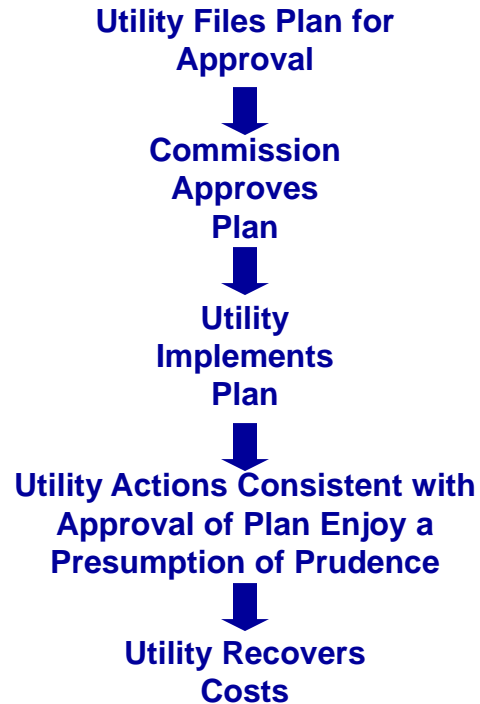 Utility Files Plan for
Approval
Commission
Approves
Plan
Utility
Implements
Plan
Utility Actions Consistent with
Approval of Plan Enjoy a
Presumption of Prudence
Utility Recovers
Costs